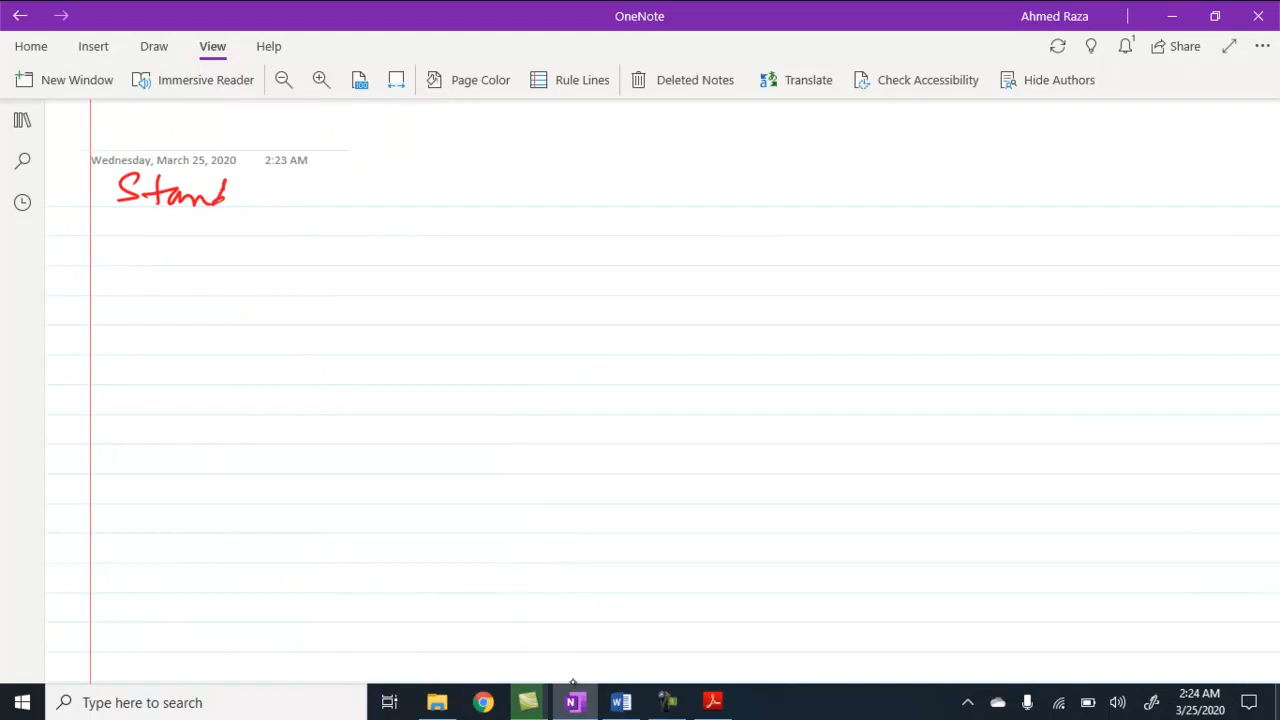 OneNote
Ahmed Raza
Home Insert Draw View Help
1
Share
New Window Immersive Reader Page Color Rule Lines Deleted Notes Translate Check Accessibility Hide Authors
100
Wednesday, March 25, 2020 2:23 AM
Stand
Type here to search
2:24 AM
3/25/2020